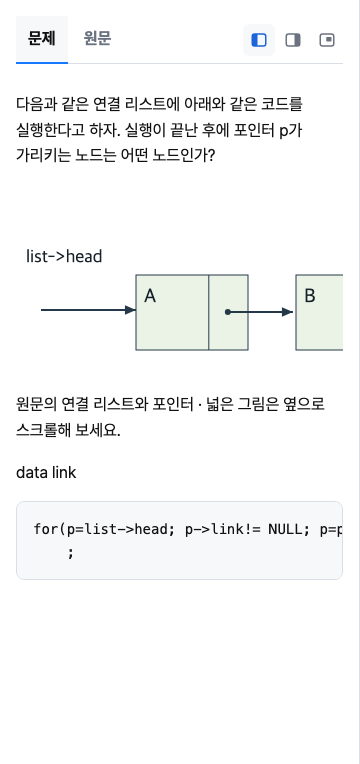 문제 원문
다음과 같은 연결 리스트에 아래와 같은 코드를
실행한다고 하자. 실행이 끝난 후에 포인터 p가
가리키는 노드는 어떤 노드인가?
list->head
A B
원문의 연결 리스트와 포인터 · 넓은 그림은 옆으로
스크롤해 보세요.
data link
for(p=list->head; p->link!= NULL; p=p
;